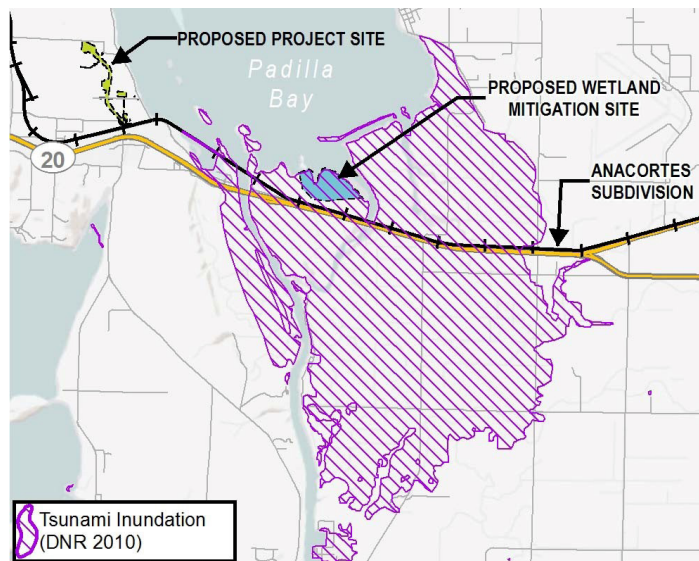 PROPOSED PROJECT SITE
Padilla
Bay
PROPOSED WETLAND
MITIGATION SITE
ANACORTES
SUBDIVISION
20
Tsunami Inundation
(DNR 2010)